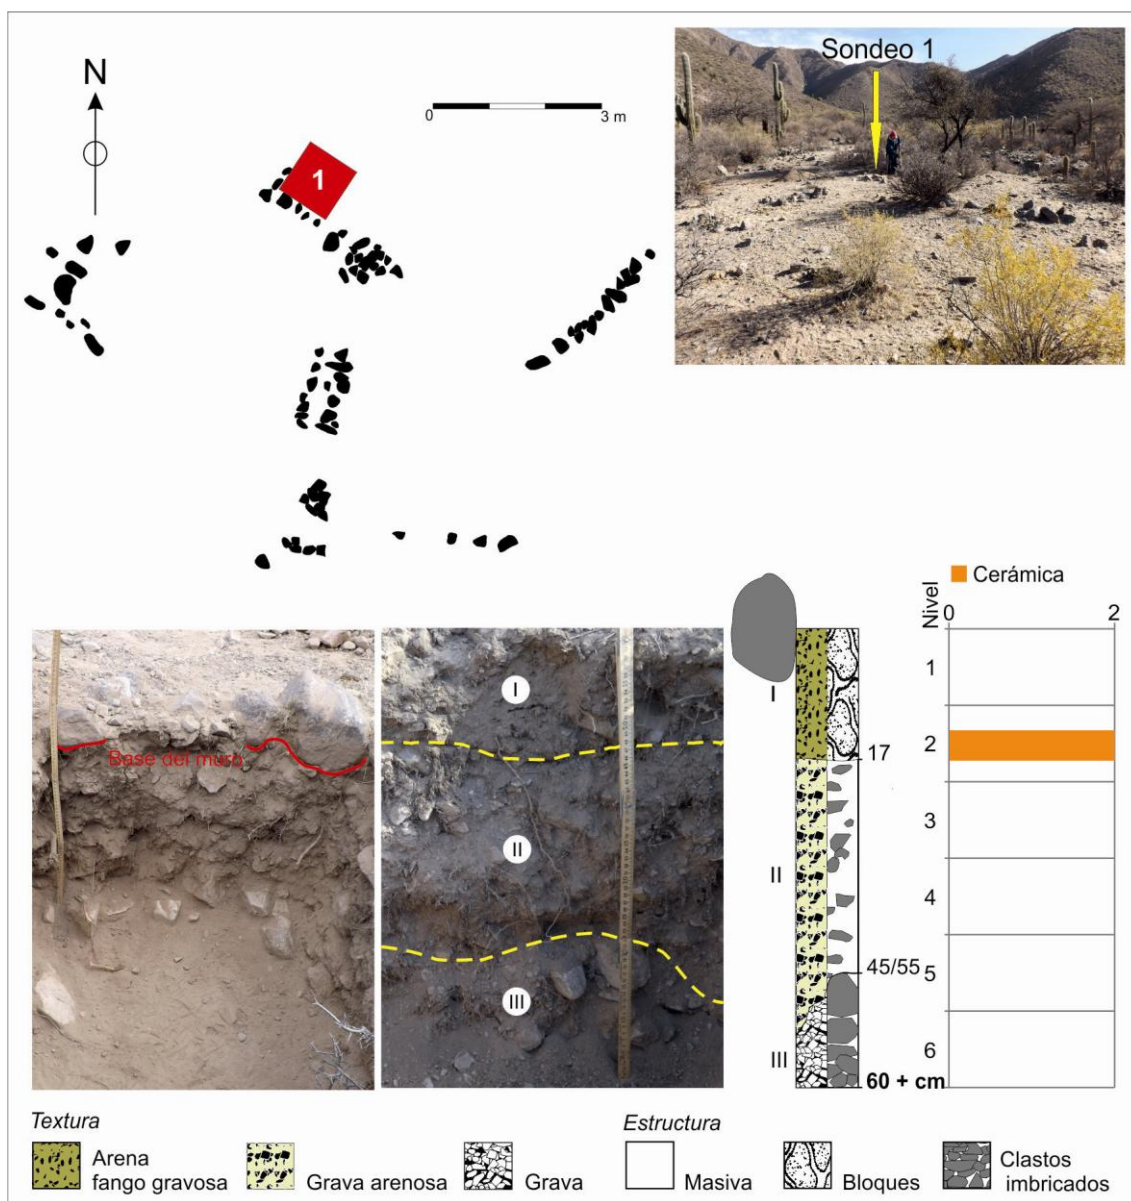 Sondeo 1
N
0
3 m
1
Cerámica
Nivel
0
2
1
2
3
4
5
6
I
17
II
45/55
III
60 + cm
Base del muro
I
II
III
Textura
Estructura
Arena
fango gravosa
Grava arenosa
Grava
Masiva
Bloques
Clastos
imbricados